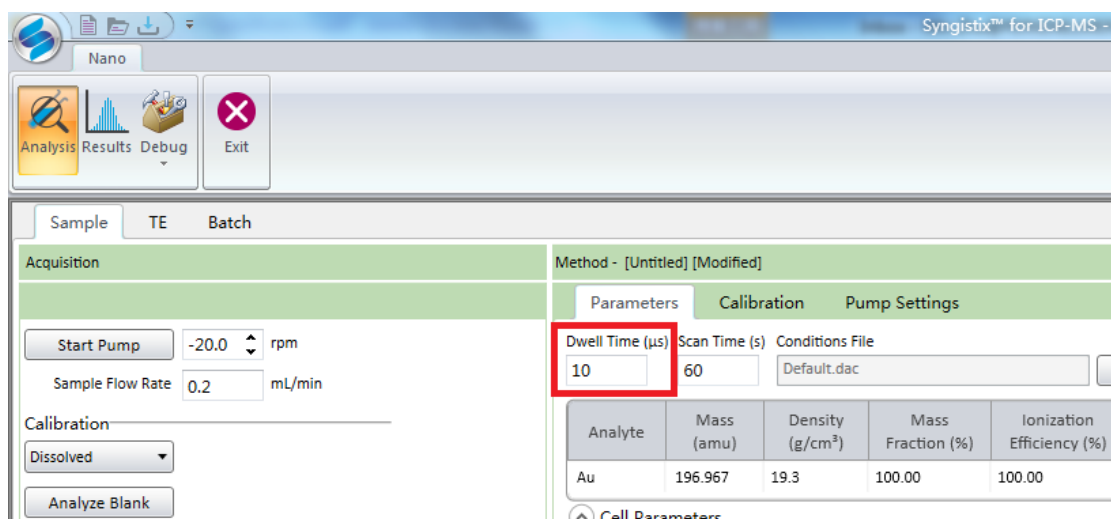 Syngistix™ for ICP-MS -
Nano
Analysis Results Debug Exit
Sample TE Batch
Acquisition
Start Pump -20.0 rpm
Sample Flow Rate 0.2 mL/min
Calibration
Dissolved
Analyze Blank
Method - [Untitled] [Modified]
Parameters Calibration Pump Settings
Dwell Time (µs) Scan Time (s) Conditions File
10 60 Default.dac
Analyte Mass (amu) Density (g/cm³) Mass Fraction (%) Ionization Efficiency (%)
Au 196.967 19.3 100.00 100.00
Cell Parameters